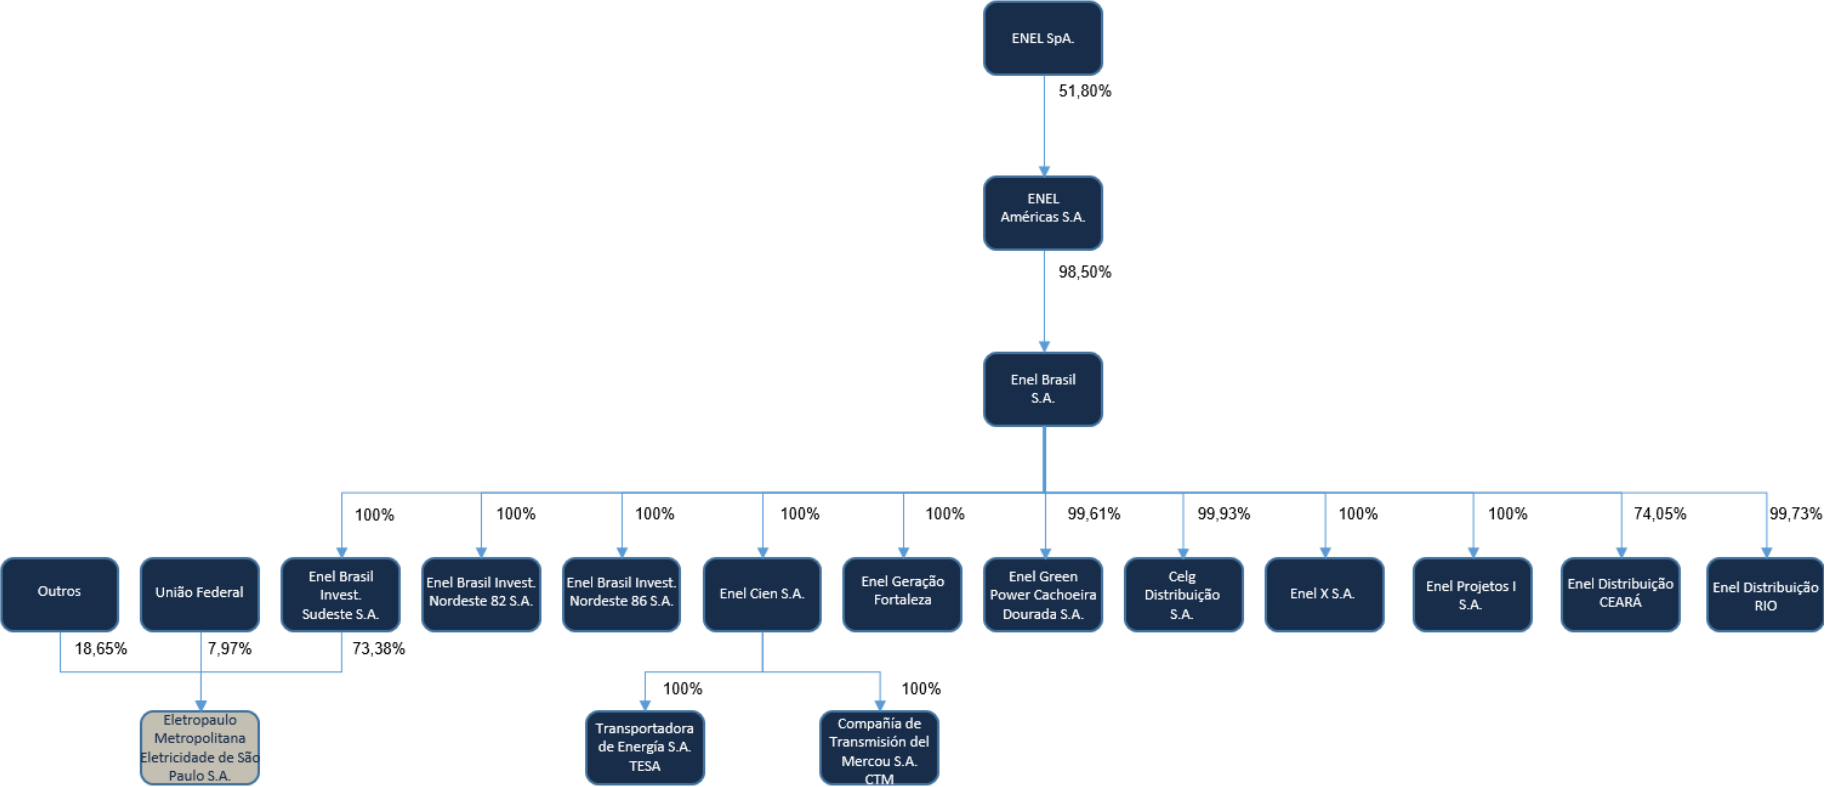 ENEL SpA.
51,80%
ENEL
Américas S.A.
98,50%
Enel Brasil
S.A.
100%
100%
100%
100%
100%
99,61%
99,93%
100%
100%
74,05%
99,73%
Outros
União Federal
Enel Brasil
Invest.
Sudeste S.A.
Enel Brasil Invest.
Nordeste 82 S.A.
Enel Brasil Invest.
Nordeste 86 S.A.
Enel Cien S.A.
Enel Geração
Fortaleza
Enel Green
Power Cachoeira
Dourada S.A.
Celg
Distribuição
S.A.
Enel X S.A.
Enel Projetos I
S.A.
Enel Distribuição
CEARÁ
Enel Distribuição
RIO
18,65%
7,97%
73,38%
100%
100%
Eletropaulo
Metropolitana
Eletricidade de São
Paulo S.A.
Transportadora
de Energía S.A.
TESA
Compañía de
Transmisión del
Mercou S.A.
CTM